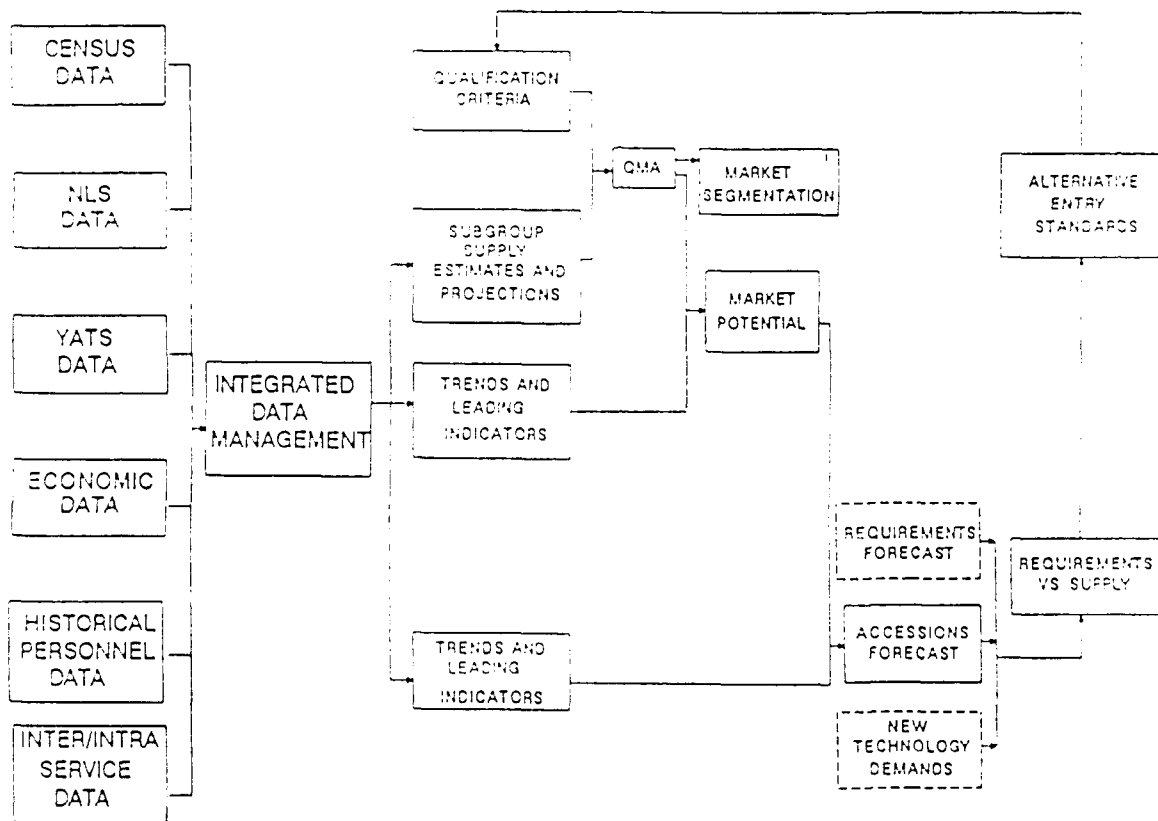 CENSUS
DATA
NLS
DATA
YATS
DATA
ECONOMIC
DATA
HISTORICAL
PERSONNEL
DATA
INTER/INTRA
SERVICE
DATA
INTEGRATED
DATA
MANAGEMENT
QUALIFICATION
CRITERIA
SUBGROUP
SUPPLY
ESTIMATES AND
PROJECTIONS
TRENDS AND
LEADING
INDICATORS
TRENDS AND
LEADING
INDICATORS
QMA
MARKET
SEGMENTATION
MARKET
POTENTIAL
REQUIREMENTS
FORECAST
ACCESSIONS
FORECAST
NEW
TECHNOLOGY
DEMANDS
ALTERNATIVE
ENTRY
STANDARDS
REQUIREMENTS
VS SUPPLY